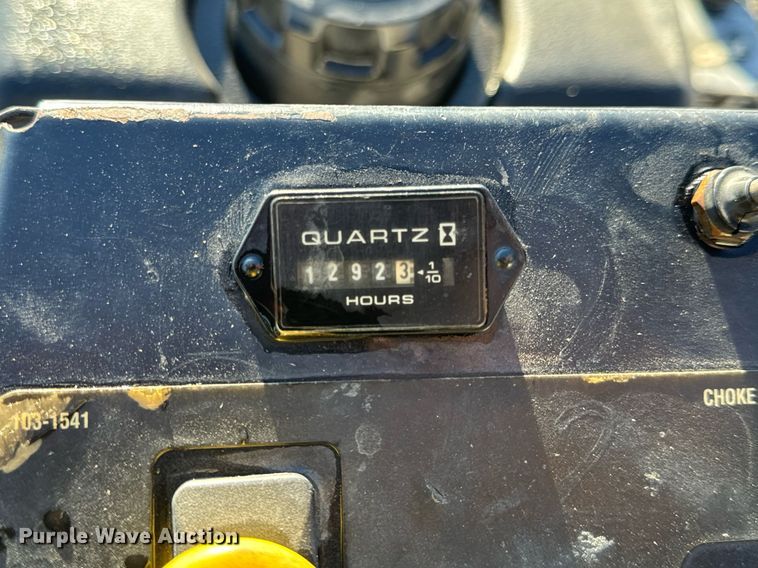 QUARTZ
1 2 9 2 3 ◂ 1/10
HOURS
CHOKE
103-1541
Purple Wave Auction